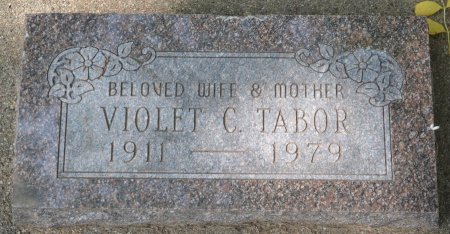 BELOVED WIFE & MOTHER
VIOLET C. TABOR
1911 — 1979